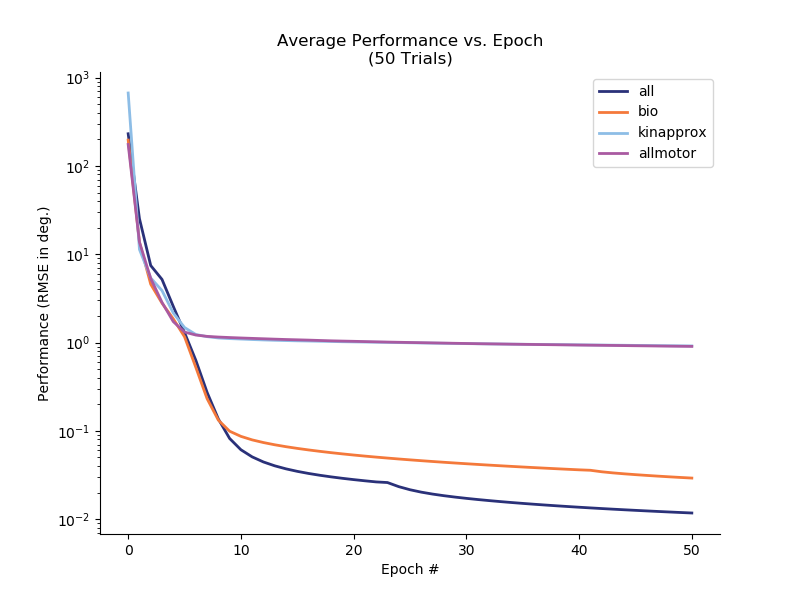 Average Performance vs. Epoch
(50 Trials)
all
bio
kinapprox
allmotor
Performance (RMSE in deg.)
10³
10²
10¹
10⁰
10⁻¹
10⁻²
0 10 20 30 40 50
Epoch #